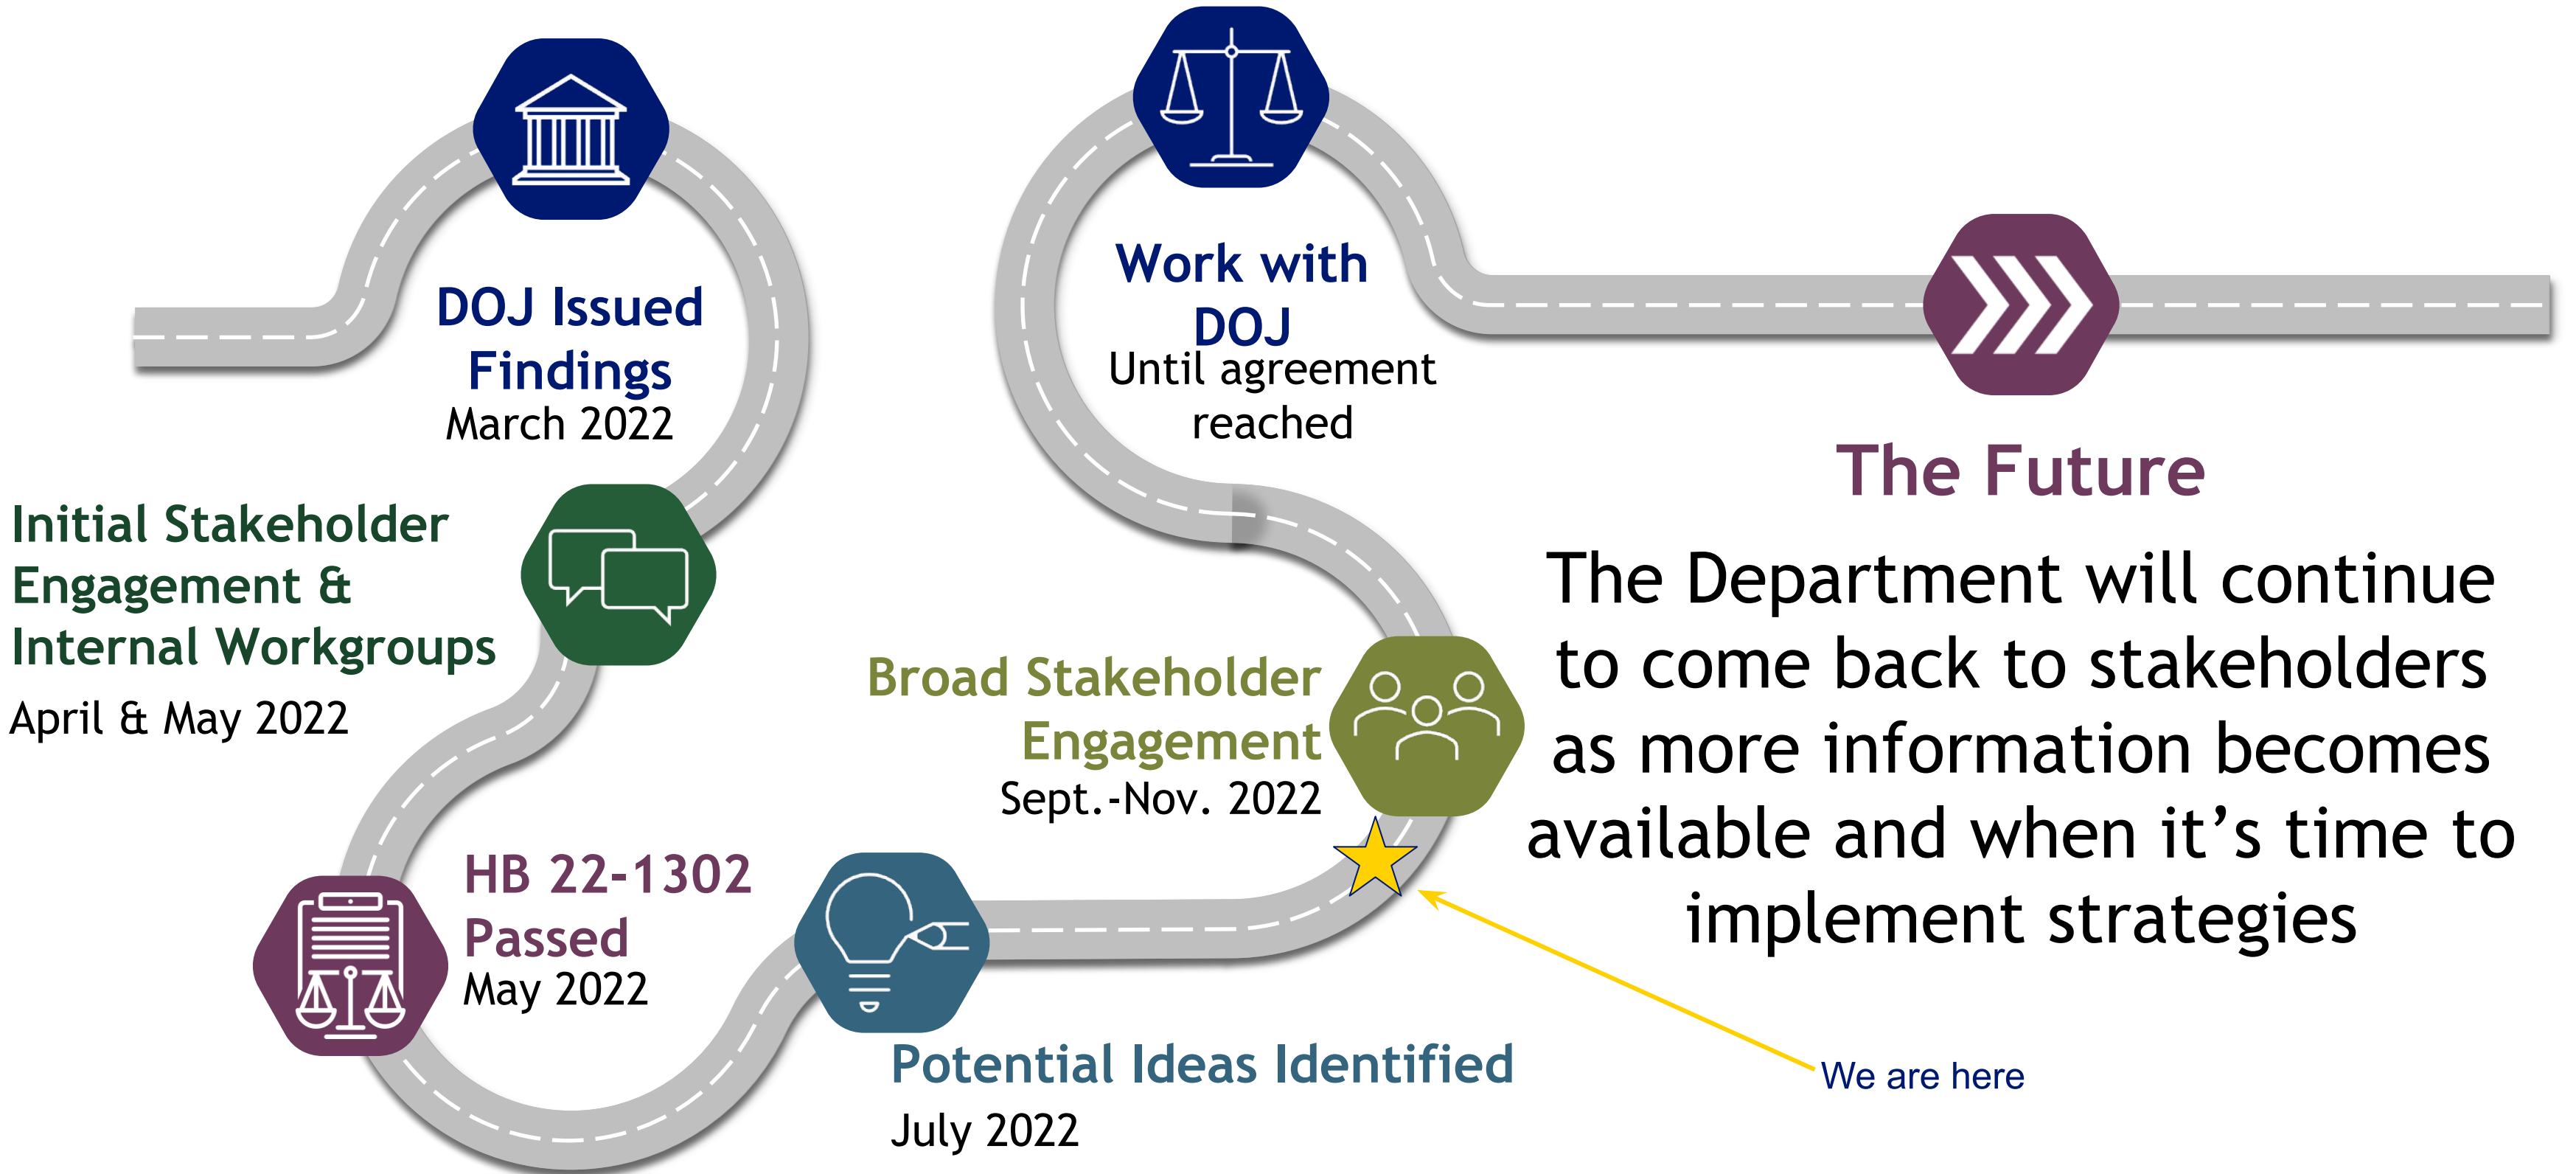 DOJ Issued
Findings
March 2022
Initial Stakeholder
Engagement &
Internal Workgroups
April & May 2022
HB 22-1302
Passed
May 2022
Potential Ideas Identified
July 2022
Broad Stakeholder
Engagement
Sept.-Nov. 2022
We are here
Work with
DOJ
Until agreement
reached
The Future
The Department will continue
to come back to stakeholders
as more information becomes
available and when it’s time to
implement strategies